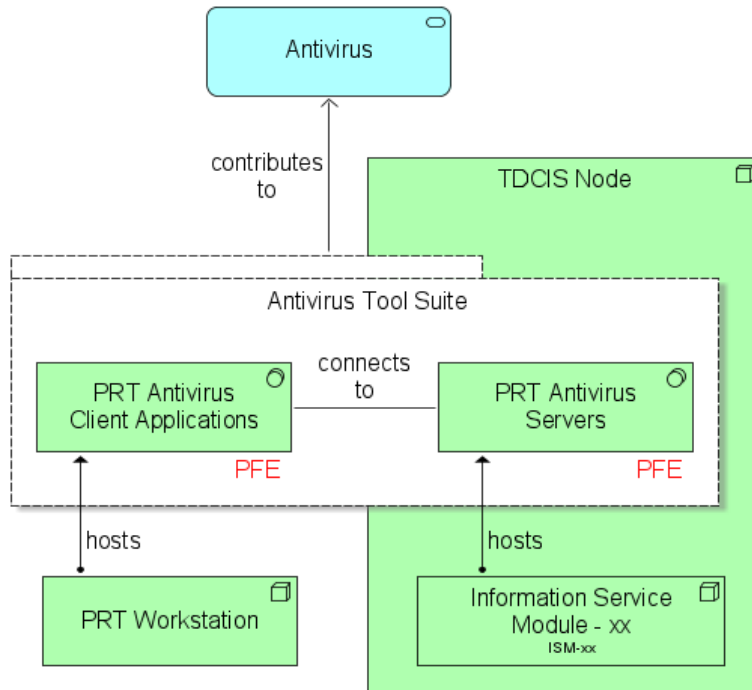 Antivirus
contributes
to
TDCIS Node
Antivirus Tool Suite
PRT Antivirus
Client Applications
connects
to
PRT Antivirus
Servers
PFE
PFE
hosts
hosts
PRT Workstation
Information Service
Module - xx
ISM-xx